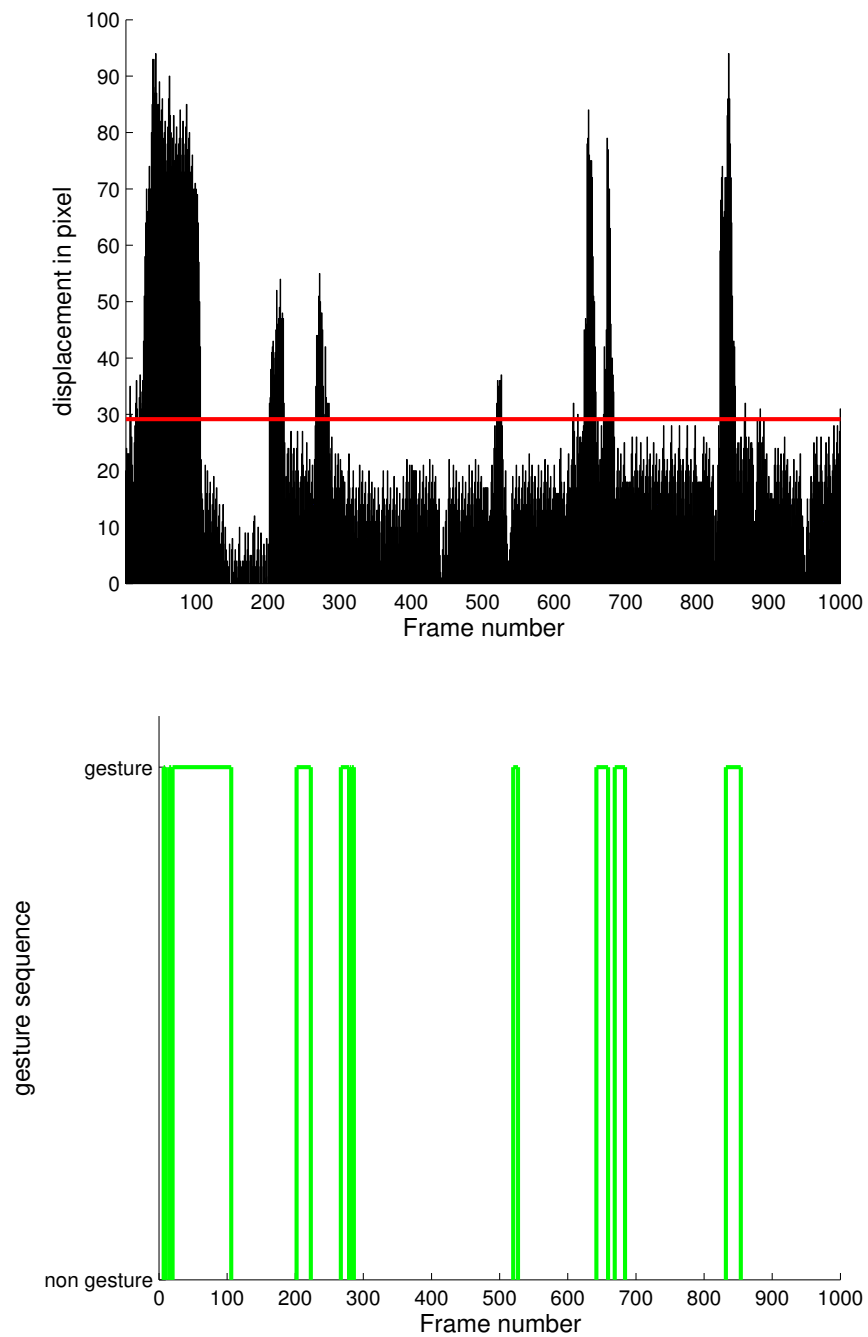 100
90
80
70
60
50
40
30
20
10
0
displacement in pixel
100 200 300 400 500 600 700 800 900 1000
Frame number
gesture
non gesture
gesture sequence
0 100 200 300 400 500 600 700 800 900 1000
Frame number